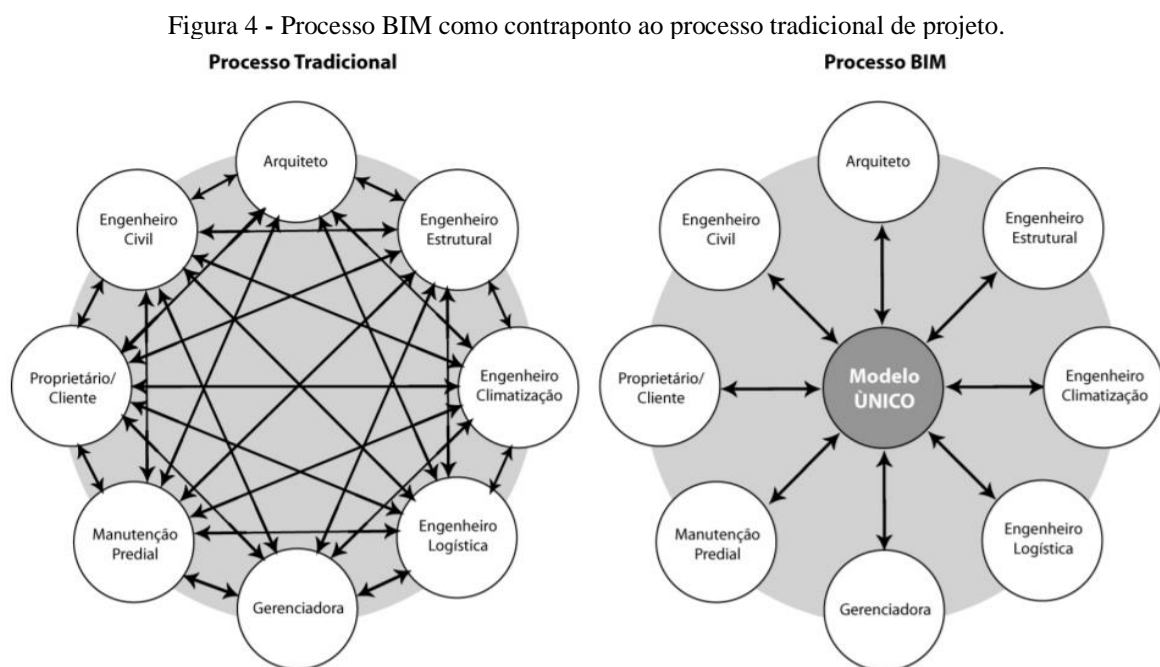 Figura 4 - Processo BIM como contraponto ao processo tradicional de projeto.
Processo Tradicional
Arquiteto
Engenheiro
Civil
Engenheiro
Estrutural
Proprietário/
Cliente
Engenheiro
Climatização
Manutenção
Predial
Engenheiro
Logística
Gerenciadora
Processo BIM
Arquiteto
Engenheiro
Civil
Engenheiro
Estrutural
Proprietário/
Cliente
Modelo
ÙNICO
Engenheiro
Climatização
Manutenção
Predial
Engenheiro
Logística
Gerenciadora